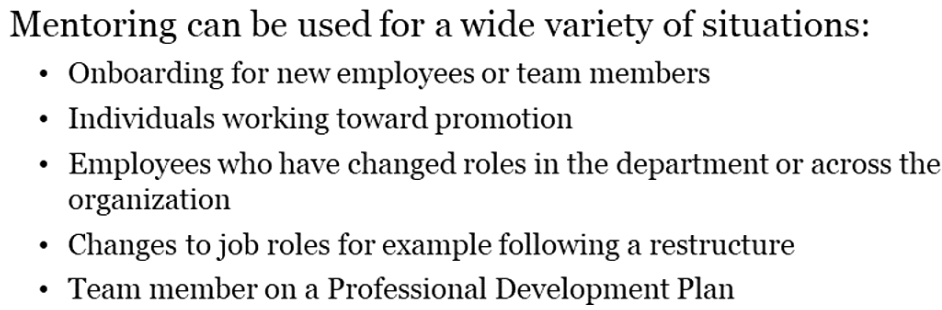 Mentoring can be used for a wide variety of situations:
• Onboarding for new employees or team members
• Individuals working toward promotion
• Employees who have changed roles in the department or across the
organization
• Changes to job roles for example following a restructure
• Team member on a Professional Development Plan